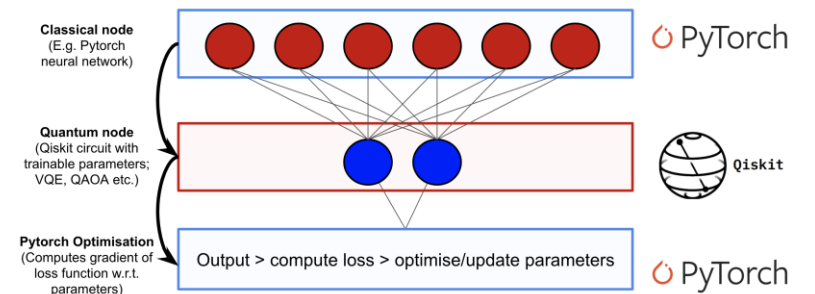 Classical node
(E.g. Pytorch
neural network)
PyTorch
Quantum node
(Qiskit circuit with
trainable parameters;
VQE, QAOA etc.)
Qiskit
Pytorch Optimisation
(Computes gradient of
loss function w.r.t.
parameters)
Output > compute loss > optimise/update parameters
PyTorch